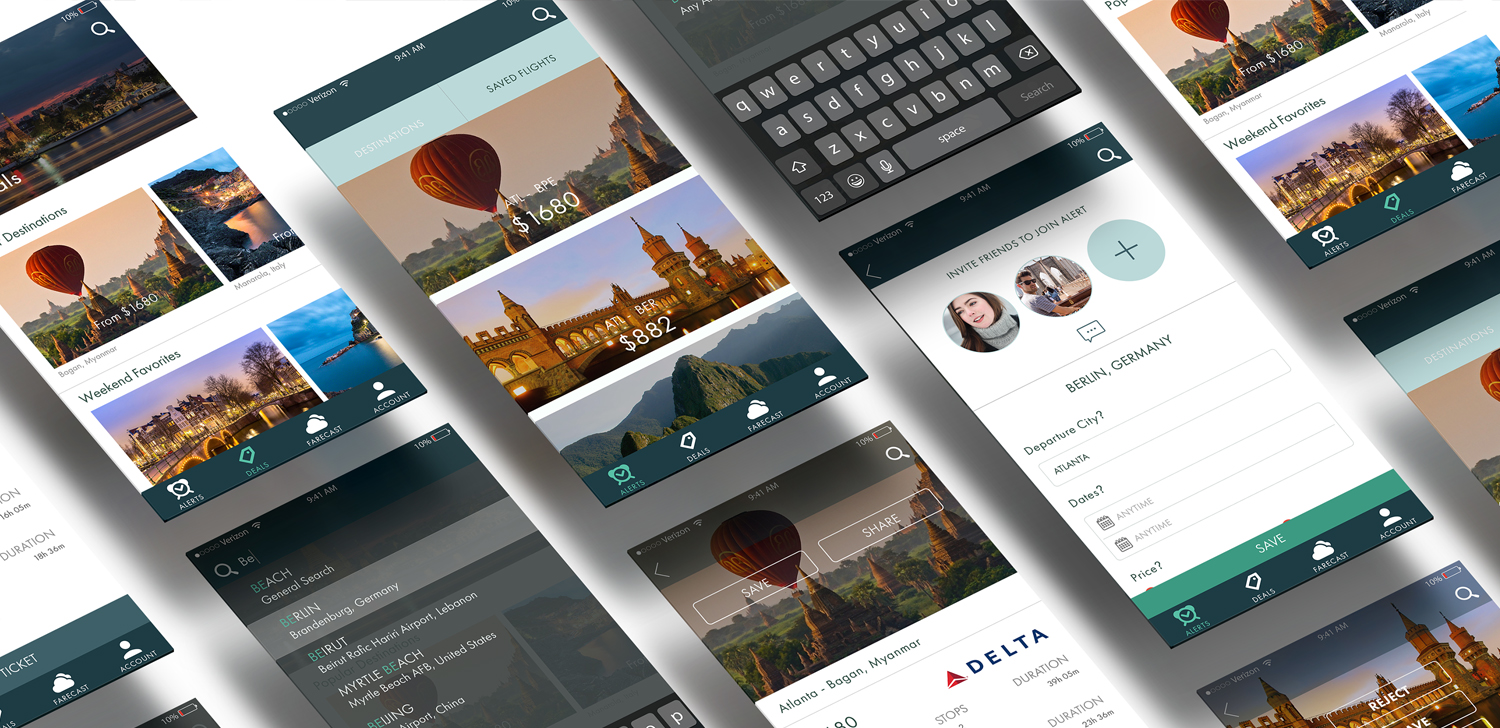 10%
als
Destinations
From $1680
From
Bagan, Myanmar
Manarola, Italy
Weekend Favorites
ALERTS
DEALS
FARECAST
ACCOUNT
Verizon
9:41 AM
10%
DESTINATIONS
SAVED FLIGHTS
ATL - BPE
$1680
ATL - BER
$882
ALERTS
DEALS
FARECAST
ACCOUNT
Any
q w e r t y u i o
a s d f g h j k l
z x c v b n m
123
space
Search
Verizon
9:41 AM
10%
INVITE FRIENDS TO JOIN ALERT
BERLIN, GERMANY
Departure City?
ATLANTA
Dates?
ANYTIME
ANYTIME
Price?
SAVE
ALERTS
DEALS
FARECAST
ACCOUNT
From $1680
Bagan, Myanmar
Manarola, Italy
Weekend Favorites
ALERTS
DEALS
FARECAST
Verizon
9:41 AM
DESTINATIONS
16h 05m
DURATION
18h 36m
TICKET
FARECAST
ACCOUNT
10%
Verizon
9:41 AM
10%
Be
BEACH
General Search
BERLIN
Brandenburg, Germany
BEIRUT
Beirut Rafic Hariri Airport, Lebanon
MYRTLE BEACH
Myrtle Beach AFB, United States
BEIJING
Airport, China
o p
Verizon
9:41 AM
10%
SAVE
SHARE
Atlanta - Bagan, Myanmar
DELTA
STOPS
DURATION
39h 05m
DURATION
23h 36m
Verizon
9:41 AM
10%
REJECT